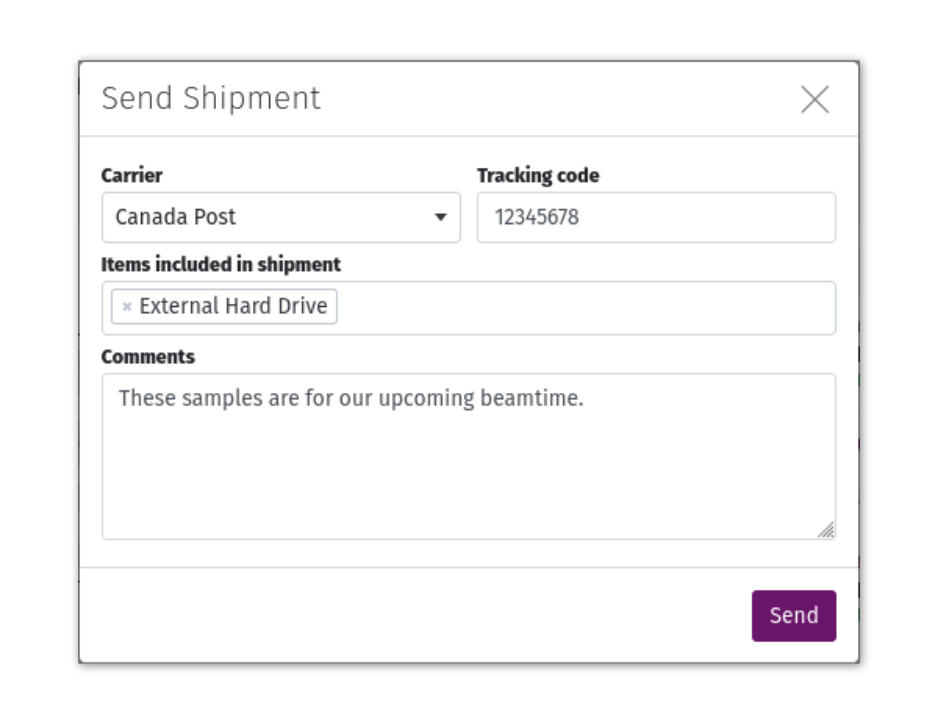 Send Shipment
Carrier
Tracking code
Canada Post
12345678
Items included in shipment
× External Hard Drive
Comments
These samples are for our upcoming beamtime.
Send